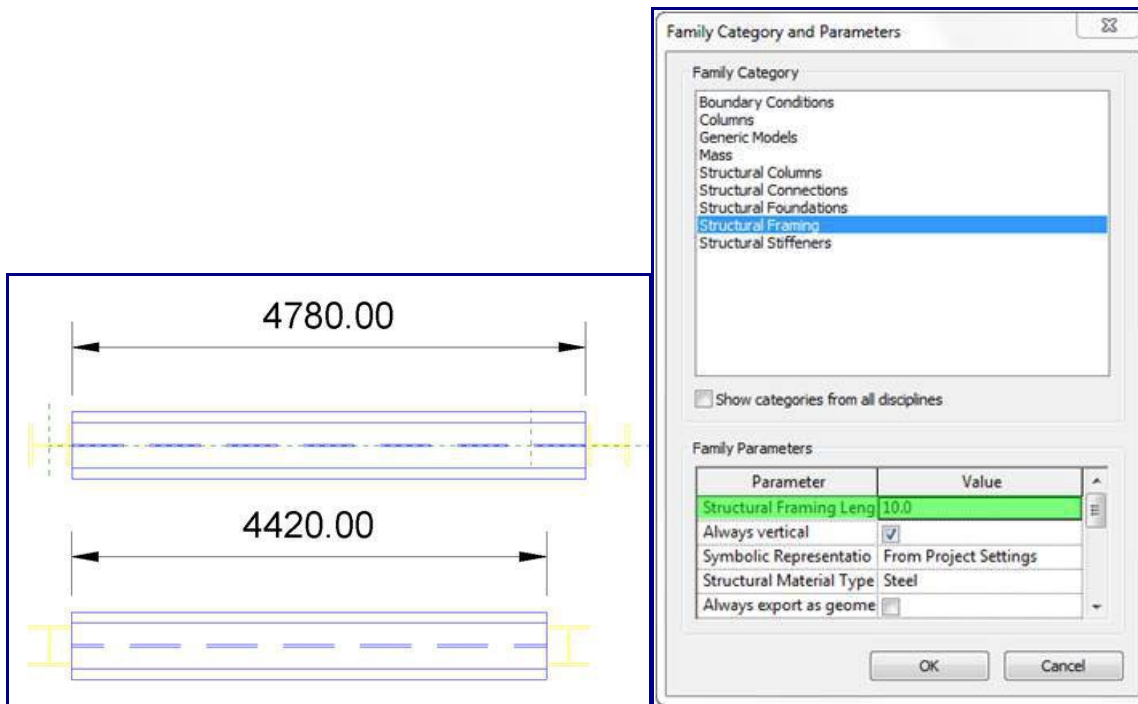 4780.00
4420.00
Family Category and Parameters
Family Category
Boundary Conditions
Columns
Generic Models
Mass
Structural Columns
Structural Connections
Structural Foundations
Structural Framing
Structural Stiffeners
Show categories from all disciplines
Family Parameters
Parameter Value
Structural Framing Leng 10.0
Always vertical
Symbolic Representatio From Project Settings
Structural Material Type Steel
Always export as geome
OK Cancel